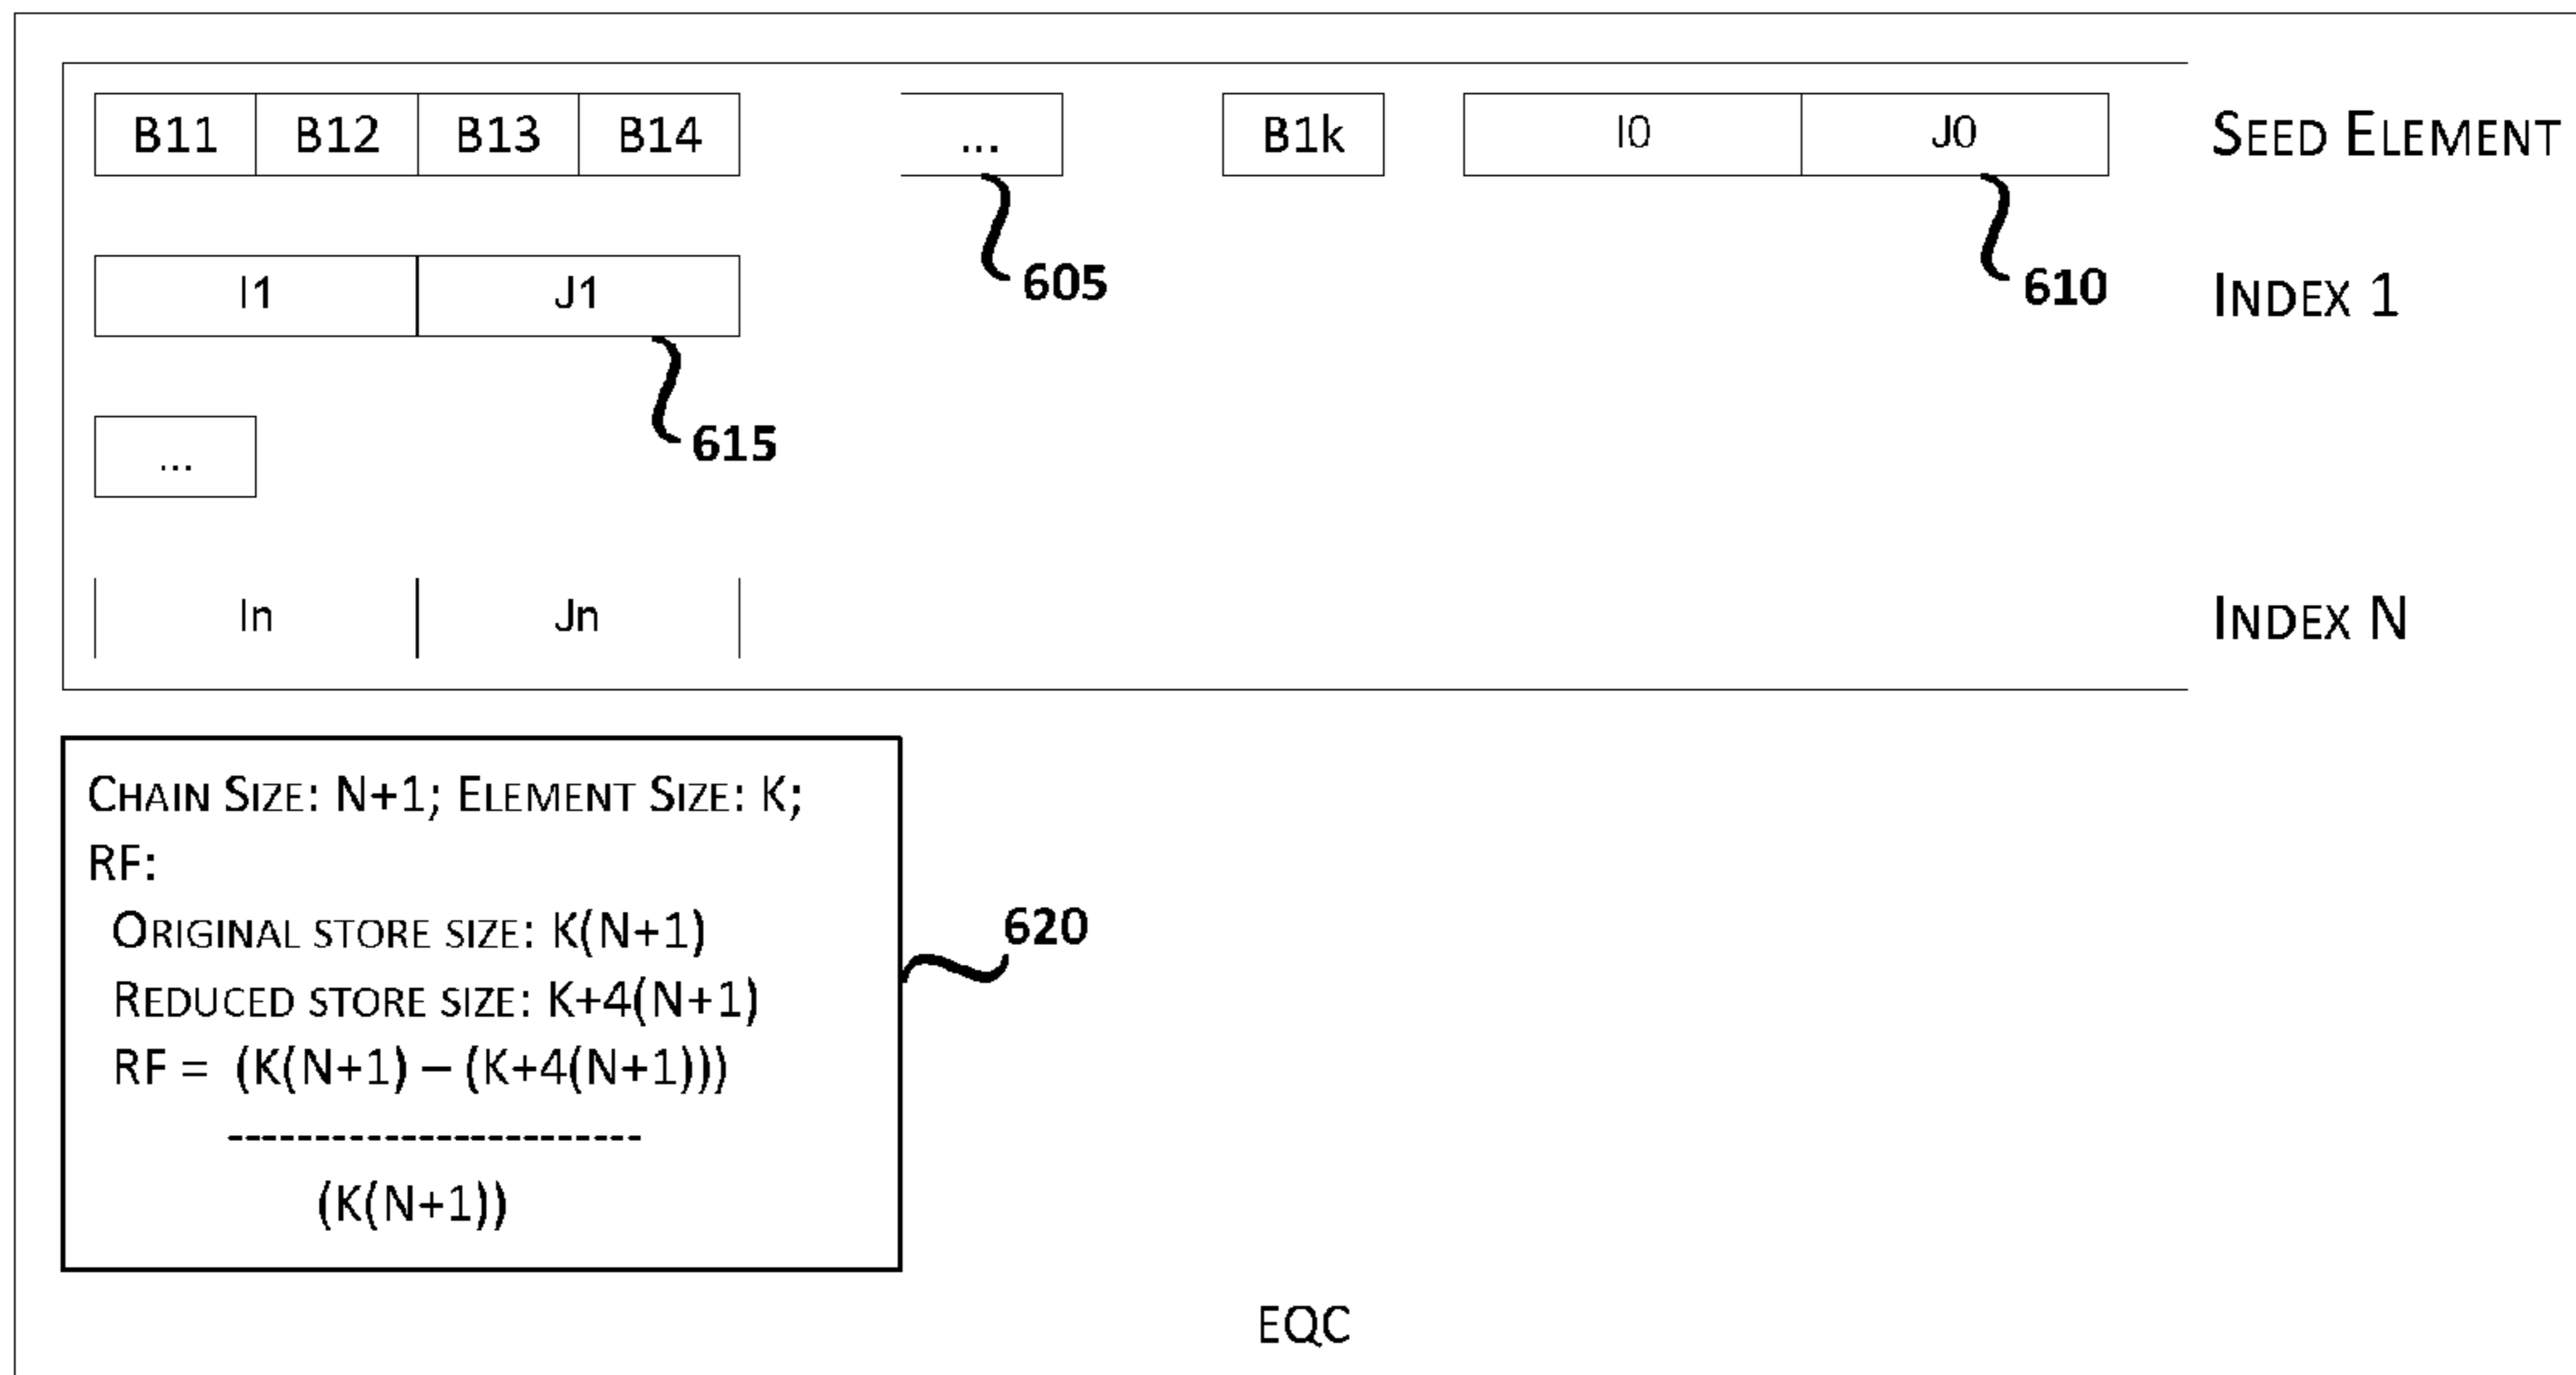 B11 B12 B13 B14 ... B1k I0 J0 SEED ELEMENT
I1 J1 605 610 INDEX 1
... 615
In Jn INDEX N
CHAIN SIZE: N+1; ELEMENT SIZE: K;
RF:
ORIGINAL STORE SIZE: K(N+1)
620
REDUCED STORE SIZE: K+4(N+1)
RF = (K(N+1) – (K+4(N+1)))
------------------------
(K(N+1))
EQC